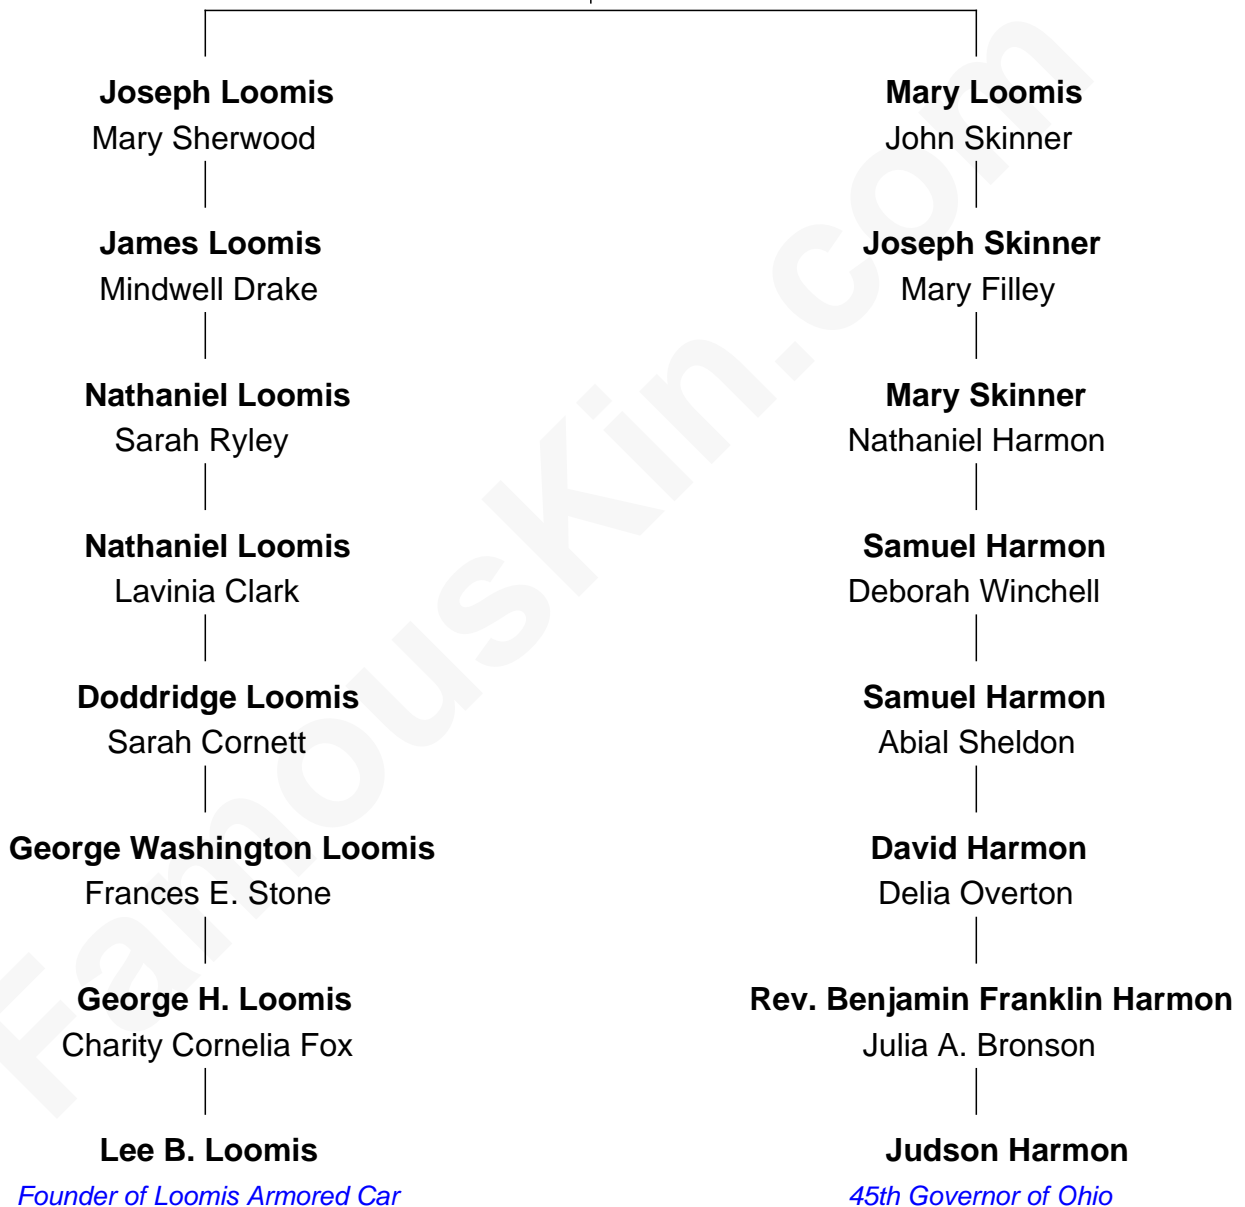 Joseph Loomis
Mary Sherwood
James Loomis
Mindwell Drake
Nathaniel Loomis
Sarah Ryley
Nathaniel Loomis
Lavinia Clark
Doddridge Loomis
Sarah Cornett
George Washington Loomis
Frances E. Stone
George H. Loomis
Charity Cornelia Fox
Lee B. Loomis
Founder of Loomis Armored Car
Mary Loomis
John Skinner
Joseph Skinner
Mary Filley
Mary Skinner
Nathaniel Harmon
Samuel Harmon
Deborah Winchell
Samuel Harmon
Abial Sheldon
David Harmon
Delia Overton
Rev. Benjamin Franklin Harmon
Julia A. Bronson
Judson Harmon
45th Governor of Ohio
FamousKin.com